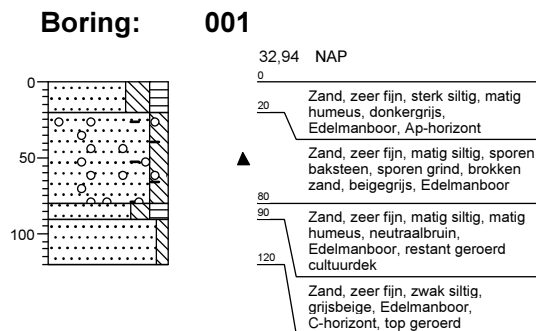 Boring: 001
32,94 NAP
0
50
100
0
Zand, zeer fijn, sterk siltig, matig
humeus, donkergrijs,
Edelmanboor, Ap-horizont
20
Zand, zeer fijn, matig siltig, sporen
baksteen, sporen grind, brokken
zand, beigegrijs, Edelmanboor
80
Zand, zeer fijn, matig siltig, matig
humeus, neutraalbruin,
Edelmanboor, restant geroerd
cultuurdek
90
Zand, zeer fijn, zwak siltig,
grijsbeige, Edelmanboor,
C-horizont, top geroerd
120